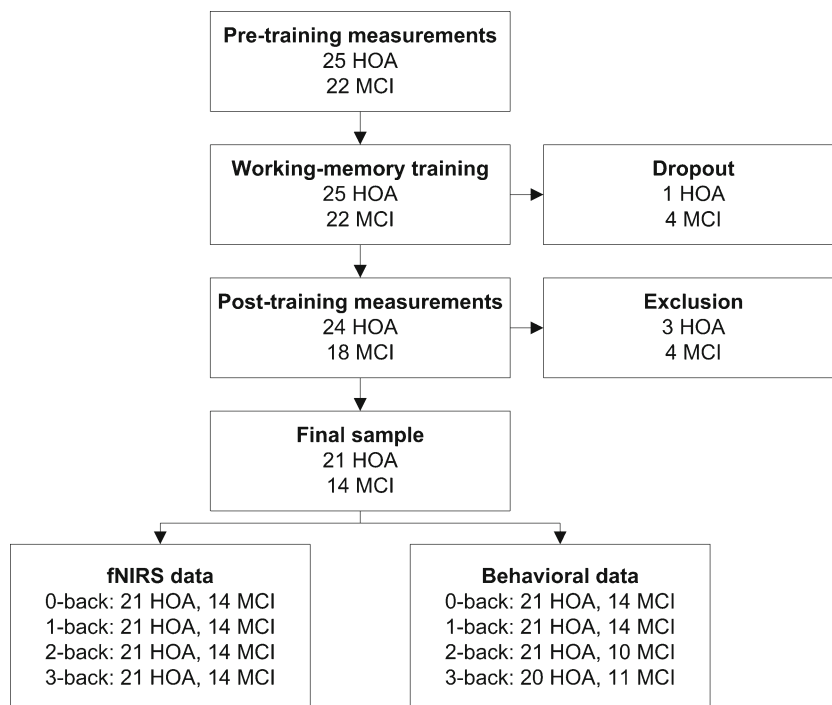 Pre-training measurements
25 HOA
22 MCI
Working-memory training
25 HOA
22 MCI
Dropout
1 HOA
4 MCI
Post-training measurements
24 HOA
18 MCI
Exclusion
3 HOA
4 MCI
Final sample
21 HOA
14 MCI
fNIRS data
0-back: 21 HOA, 14 MCI
1-back: 21 HOA, 14 MCI
2-back: 21 HOA, 14 MCI
3-back: 21 HOA, 14 MCI
Behavioral data
0-back: 21 HOA, 14 MCI
1-back: 21 HOA, 14 MCI
2-back: 21 HOA, 10 MCI
3-back: 20 HOA, 11 MCI